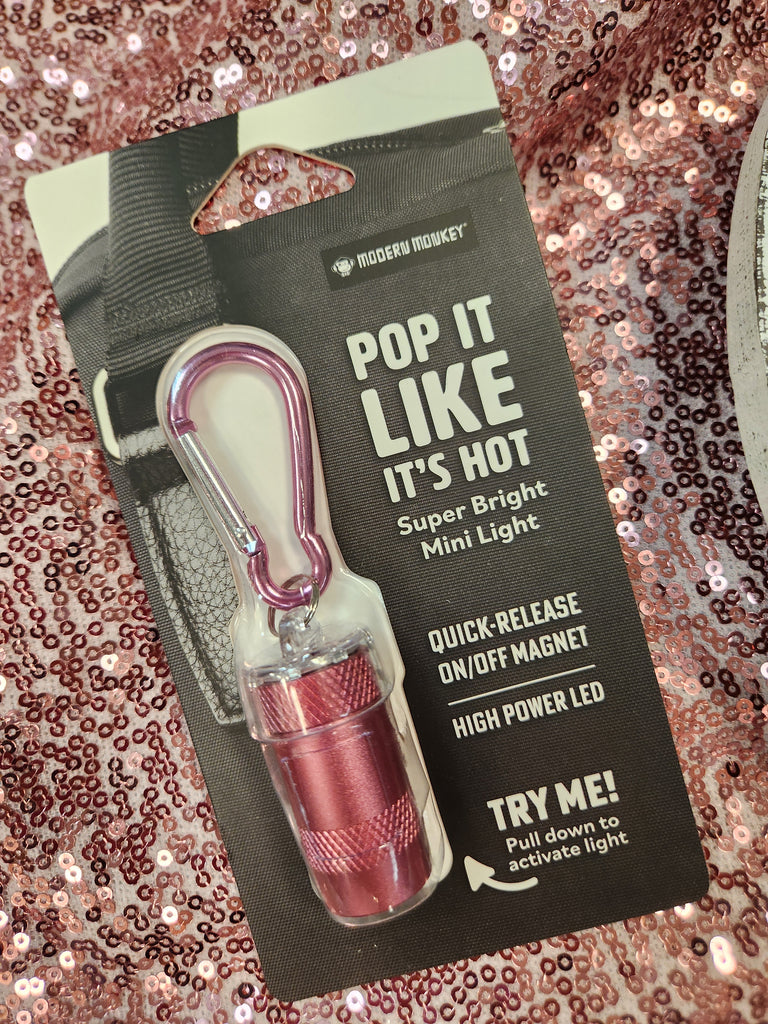 MODERN MONKEY
POP IT
LIKE
IT'S HOT
Super Bright
Mini Light
QUICK-RELEASE
ON/OFF MAGNET
HIGH POWER LED
TRY ME!
Pull down to
activate light